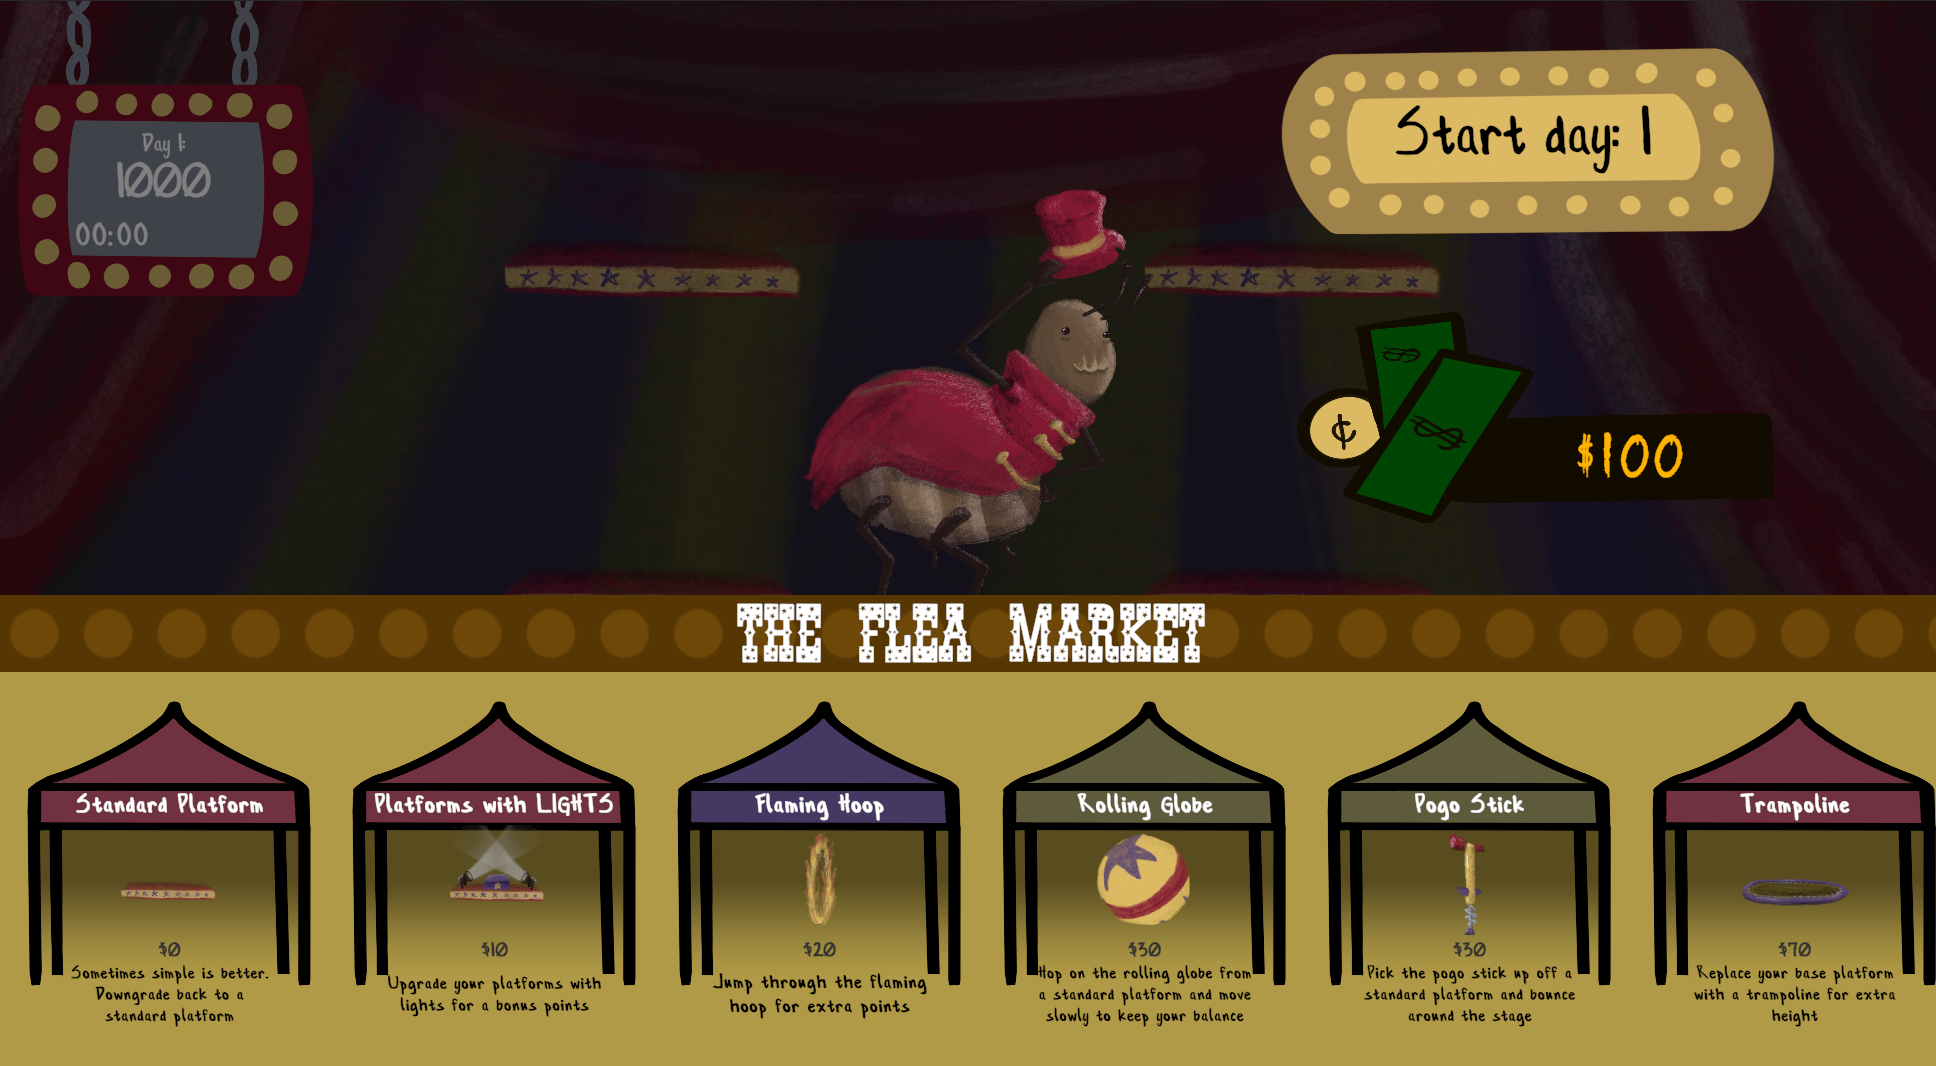 Day 1:
1000
00:00
Start day: 1
$
$
¢
$100
THE FLEA MARKET
Standard Platform
$0
Sometimes simple is better.
Downgrade back to a
standard platform
Platforms with LIGHTS
$10
Upgrade your platforms with
lights for a bonus points
Flaming Hoop
$20
Jump through the flaming
hoop for extra points
Rolling Globe
$30
Hop on the rolling globe from
a standard platform and move
slowly to keep your balance
Pogo Stick
$30
Pick the pogo stick up off a
standard platform and bounce
around the stage
Trampoline
$70
Replace your base platform
with a trampoline for extra
height